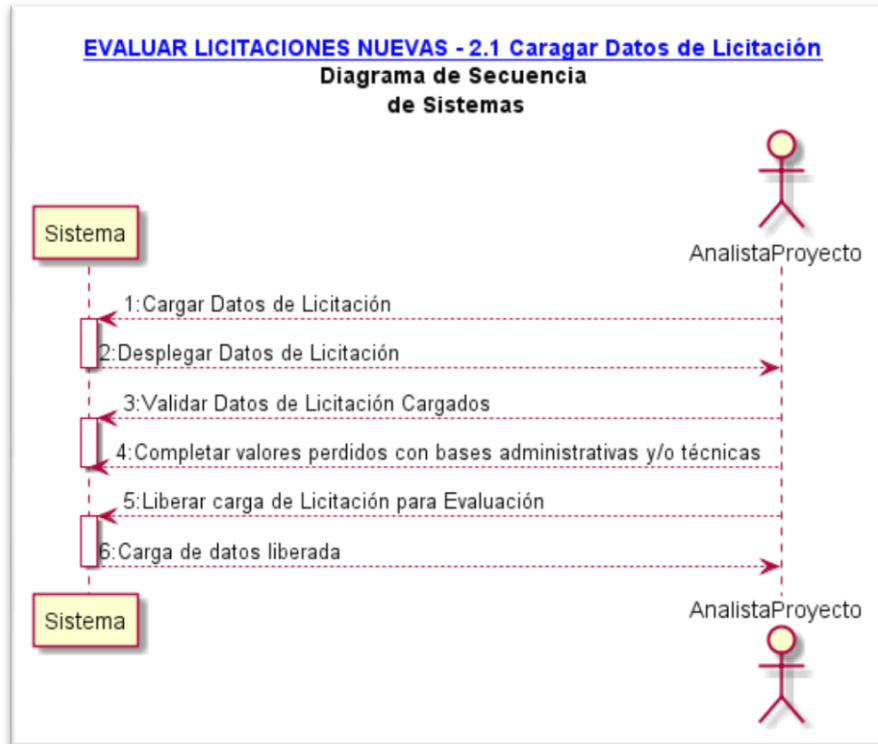 EVALUAR LICITACIONES NUEVAS - 2.1 Caragar Datos de Licitación
Diagrama de Secuencia
de Sistemas
Sistema
AnalistaProyecto
1:Cargar Datos de Licitación
2:Desplegar Datos de Licitación
3:Validar Datos de Licitación Cargados
4:Completar valores perdidos con bases administrativas y/o técnicas
5:Liberar carga de Licitación para Evaluación
6:Carga de datos liberada
Sistema
AnalistaProyecto